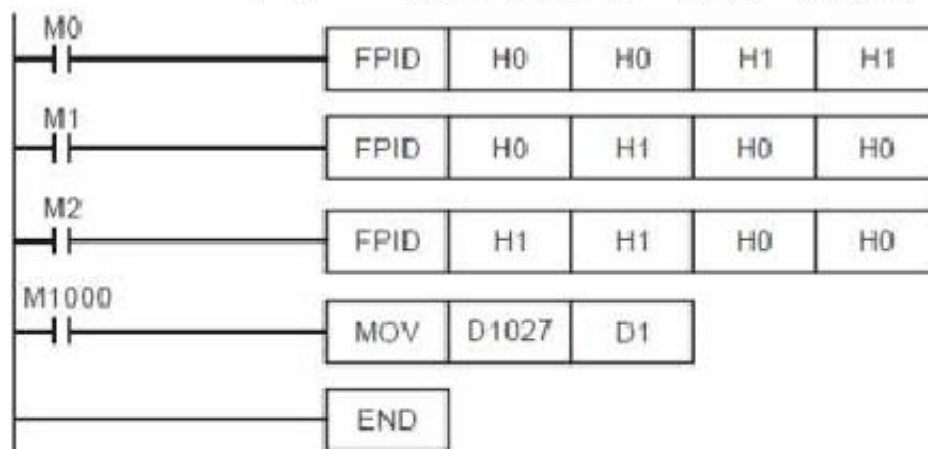 M0
FPID H0 H0 H1 H1
M1
FPID H0 H1 H0 H0
M2
FPID H1 H1 H0 H0
M1000
MOV D1027 D1
END